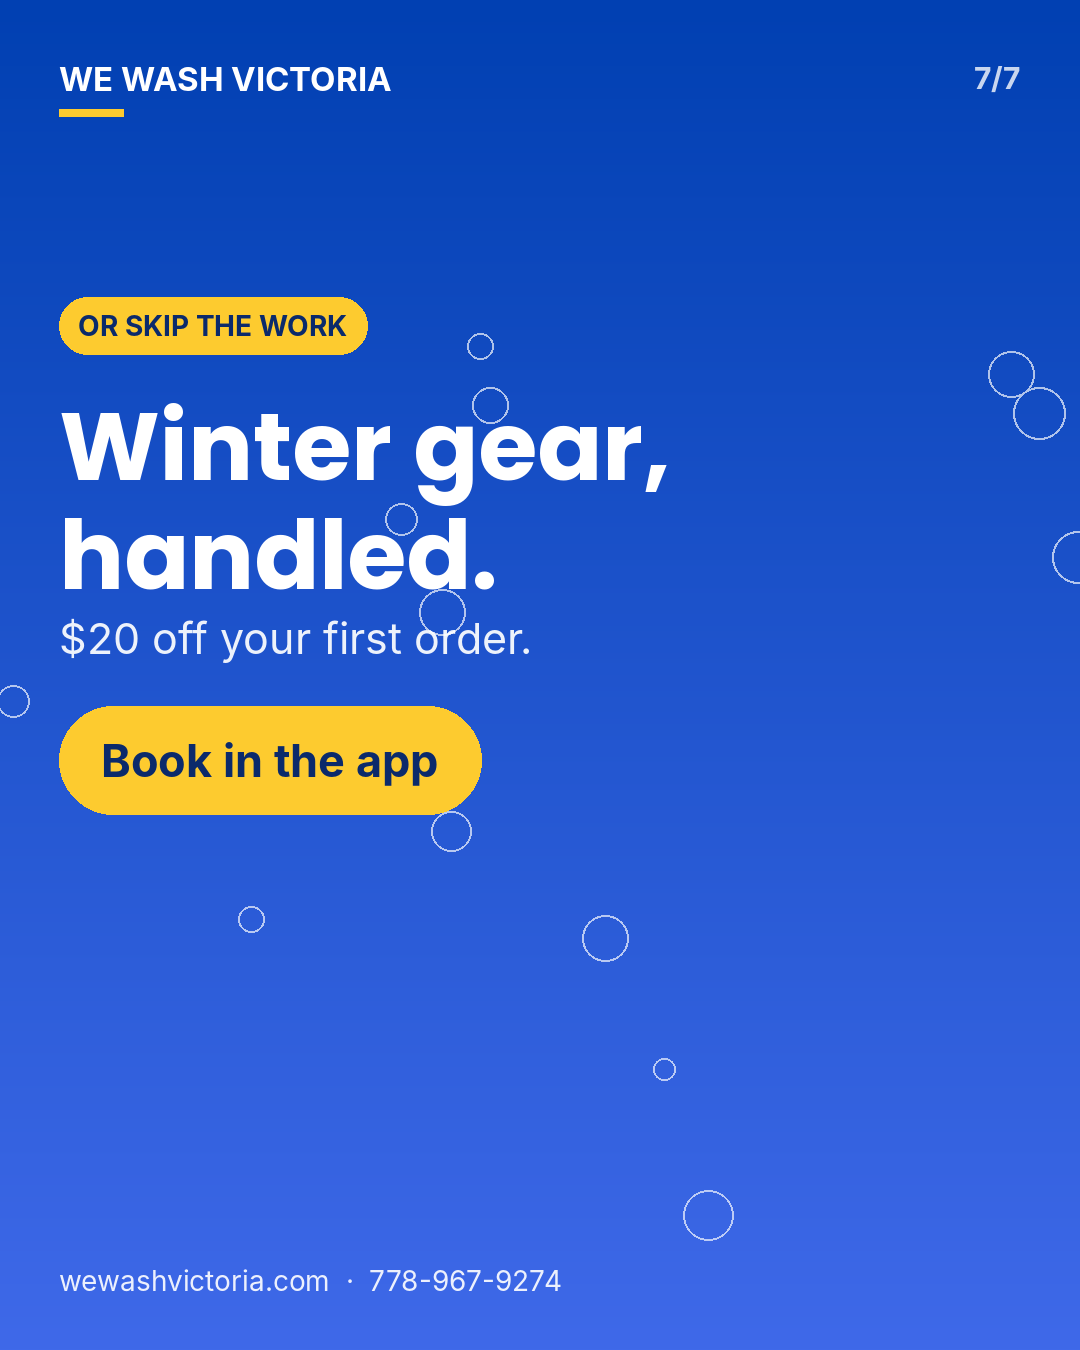 WE WASH VICTORIA
7/7
OR SKIP THE WORK
Winter gear,
handled.
$20 off your first order.
Book in the app
wewashvictoria.com · 778-967-9274